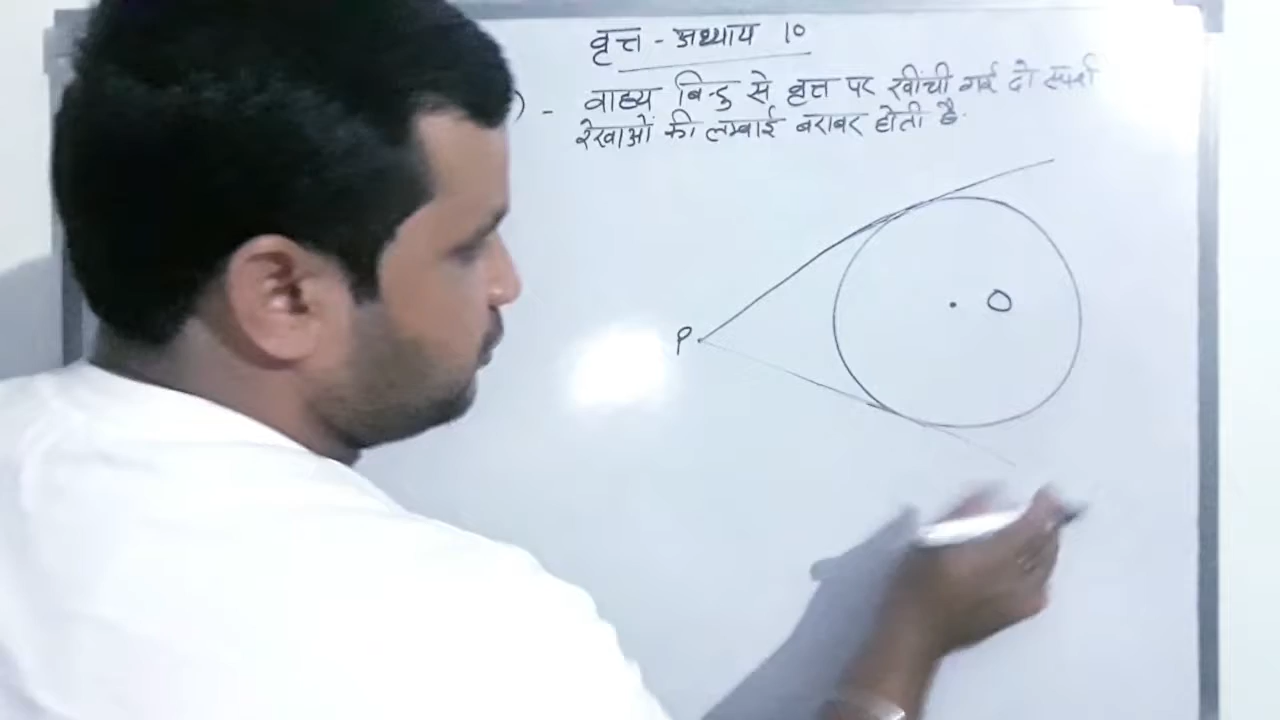 वृत्त - अध्याय 10
) - वाह्य बिन्दु से वृत्त पर खींची गई दो स्पर्श
रेखाओं की लम्बाई बराबर होती है.
P
O